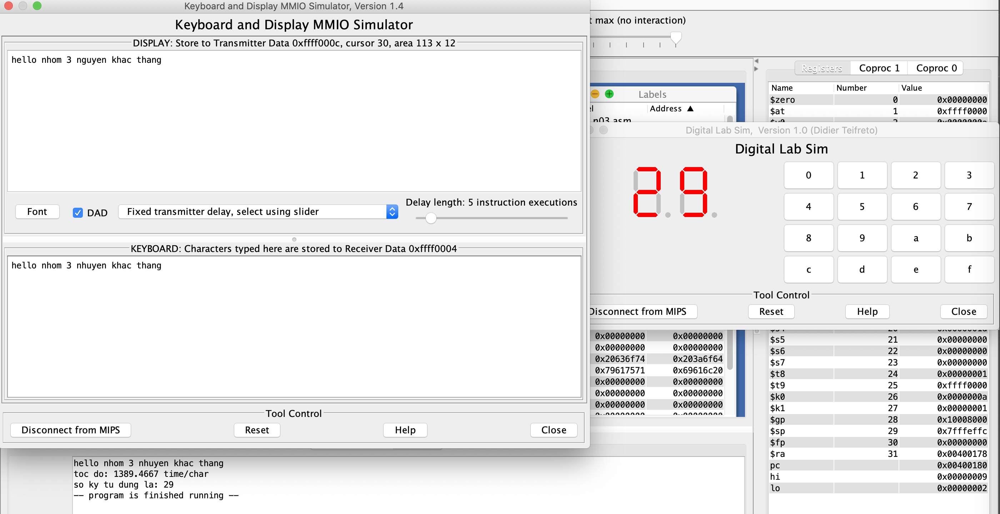 Keyboard and Display MMIO Simulator, Version 1.4
Keyboard and Display MMIO Simulator
DISPLAY: Store to Transmitter Data 0xffff000c, cursor 30, area 113 x 12
hello nhom 3 nguyen khac thang
Font
DAD
Fixed transmitter delay, select using slider
Delay length: 5 instruction executions
KEYBOARD: Characters typed here are stored to Receiver Data 0xffff0004
hello nhom 3 nhuyen khac thang
Tool Control
Disconnect from MIPS Reset Help Close
hello nhom 3 nhuyen khac thang
toc do: 1389.4667 time/char
so ky tu dung la: 29
-- program is finished running --
t max (no interaction)
Labels
Address ▲
n03.asm
Registers Coproc 1 Coproc 0
Name Number Value
$zero 0 0x00000000
$at 1 0xffff0000
Digital Lab Sim, Version 1.0 (Didier Teifreto)
Digital Lab Sim
29
0 1 2 3
4 5 6 7
8 9 a b
c d e f
Tool Control
Disconnect from MIPS Reset Help Close
0x00000000 0x00000000
0x00000000 0x00000000
0x20636f74 0x203a6f64
0x79617571 0x69616c20
0x00000000 0x00000000
0x00000000 0x00000000
0x00000000 0x00000000
$s5 21 0x00000000
$s6 22 0x00000000
$s7 23 0x00000000
$t8 24 0x00000001
$t9 25 0xffff0000
$k0 26 0x0000000a
$k1 27 0x00000001
$gp 28 0x10008000
$sp 29 0x7fffeffc
$fp 30 0x00000000
$ra 31 0x00400178
pc 0x00400180
hi 0x00000009
lo 0x00000002